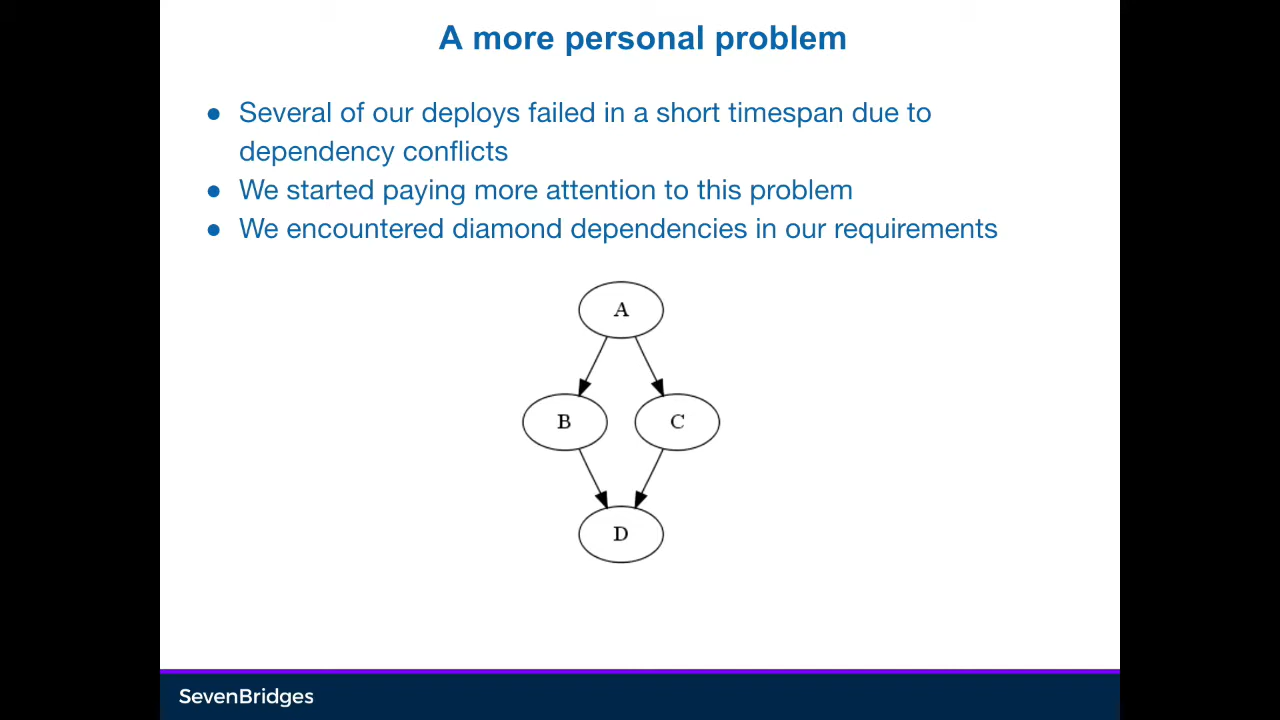 A more personal problem
● Several of our deploys failed in a short timespan due to
dependency conflicts
● We started paying more attention to this problem
● We encountered diamond dependencies in our requirements
A
B C
D
SevenBridges